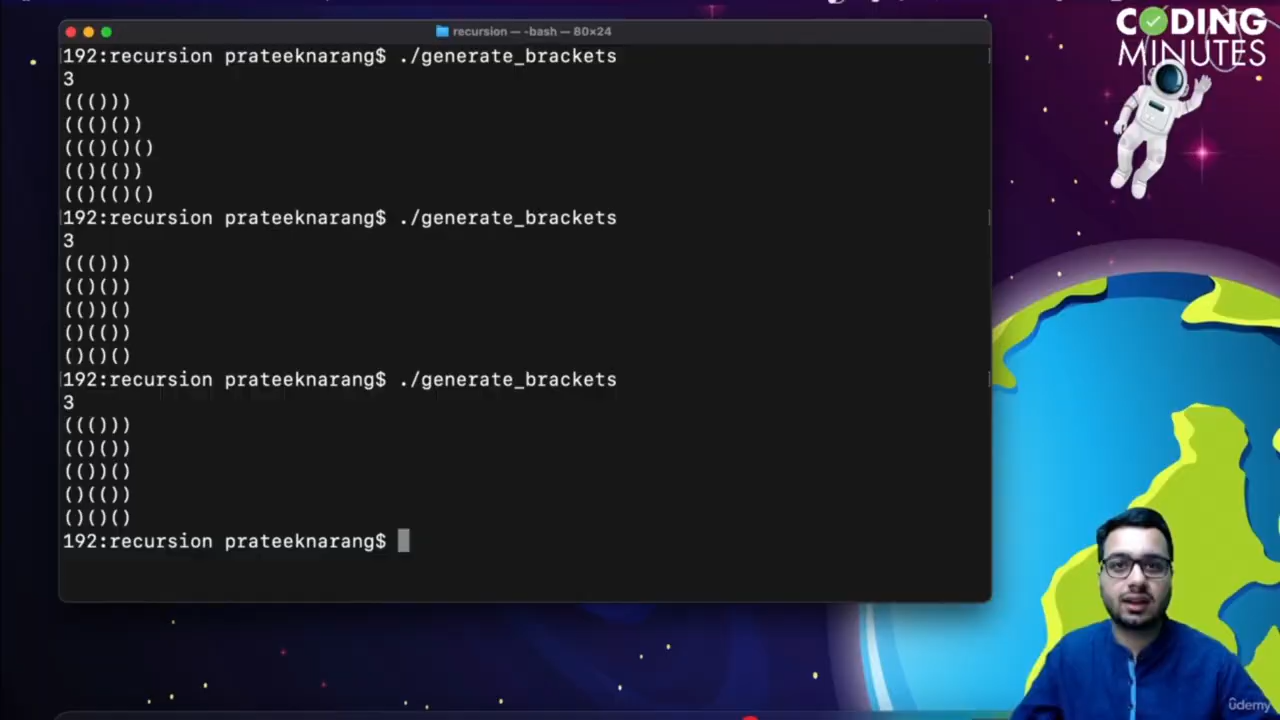 recursion — -bash — 80×24
CODING
MINUTES
192:recursion prateeknarang$ ./generate_brackets
3
((()))
((()())
((()()()
(()(())
(()(()()
192:recursion prateeknarang$ ./generate_brackets
3
((()))
(()())
(())()
()(())
()()()
192:recursion prateeknarang$ ./generate_brackets
3
((()))
(()())
(())()
()(())
()()()
192:recursion prateeknarang$
ûdemy